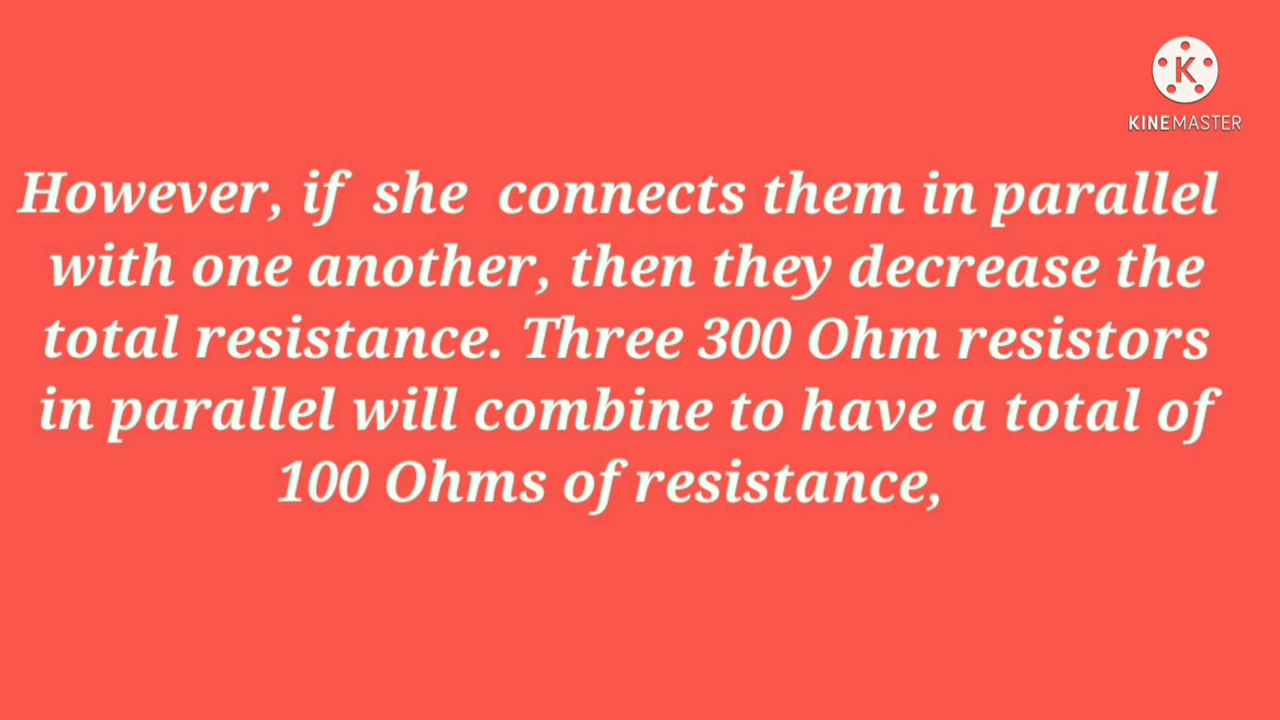 KINEMASTER
However, if she connects them in parallel
with one another, then they decrease the
total resistance. Three 300 Ohm resistors
in parallel will combine to have a total of
100 Ohms of resistance,